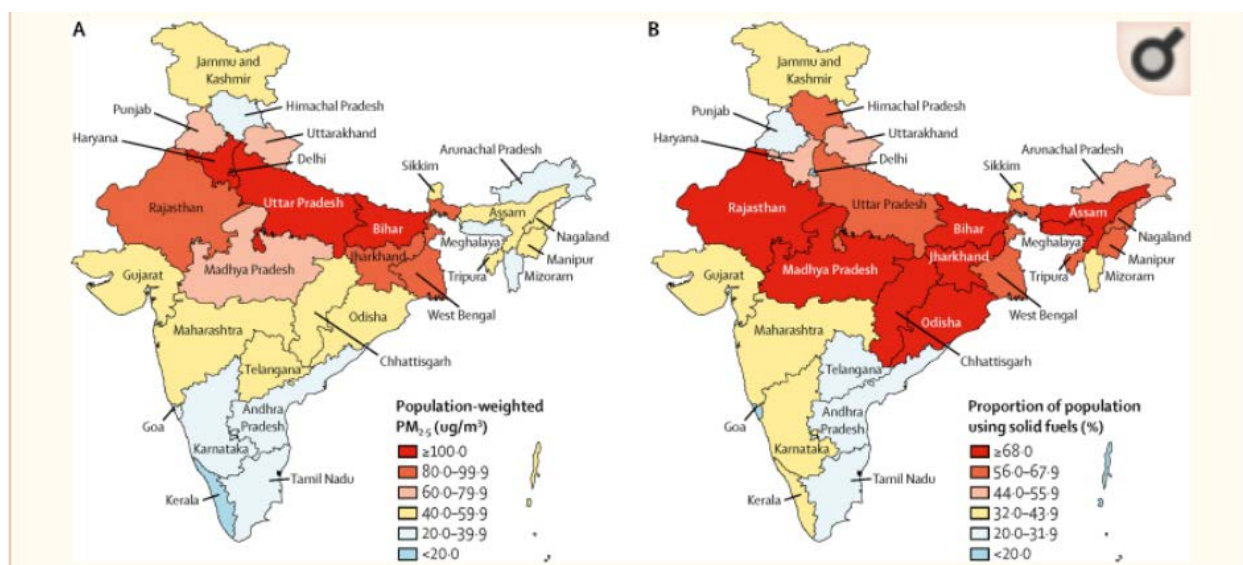 A
Jammu and
Kashmir
Punjab
Himachal Pradesh
Haryana
Uttarakhand
Delhi
Arunachal Pradesh
Sikkim
Rajasthan
Uttar Pradesh
Bihar
Assam
Meghalaya
Nagaland
Manipur
Tripura
Mizoram
Jharkhand
Gujarat
Madhya Pradesh
West Bengal
Odisha
Maharashtra
Chhattisgarh
Telangana
Goa
Andhra
Pradesh
Karnataka
Kerala
Tamil Nadu
Population-weighted
PM2·5 (ug/m³)
≥100·0
80·0–99·9
60·0–79·9
40·0–59·9
20·0–39·9
<20·0
B
Jammu and
Kashmir
Punjab
Himachal Pradesh
Haryana
Uttarakhand
Delhi
Arunachal Pradesh
Sikkim
Rajasthan
Uttar Pradesh
Bihar
Assam
Meghalaya
Nagaland
Manipur
Tripura
Mizoram
Jharkhand
Gujarat
Madhya Pradesh
West Bengal
Odisha
Maharashtra
Chhattisgarh
Telangana
Goa
Andhra
Pradesh
Karnataka
Kerala
Tamil Nadu
Proportion of population
using solid fuels (%)
≥68·0
56·0–67·9
44·0–55·9
32·0–43·9
20·0–31·9
<20·0